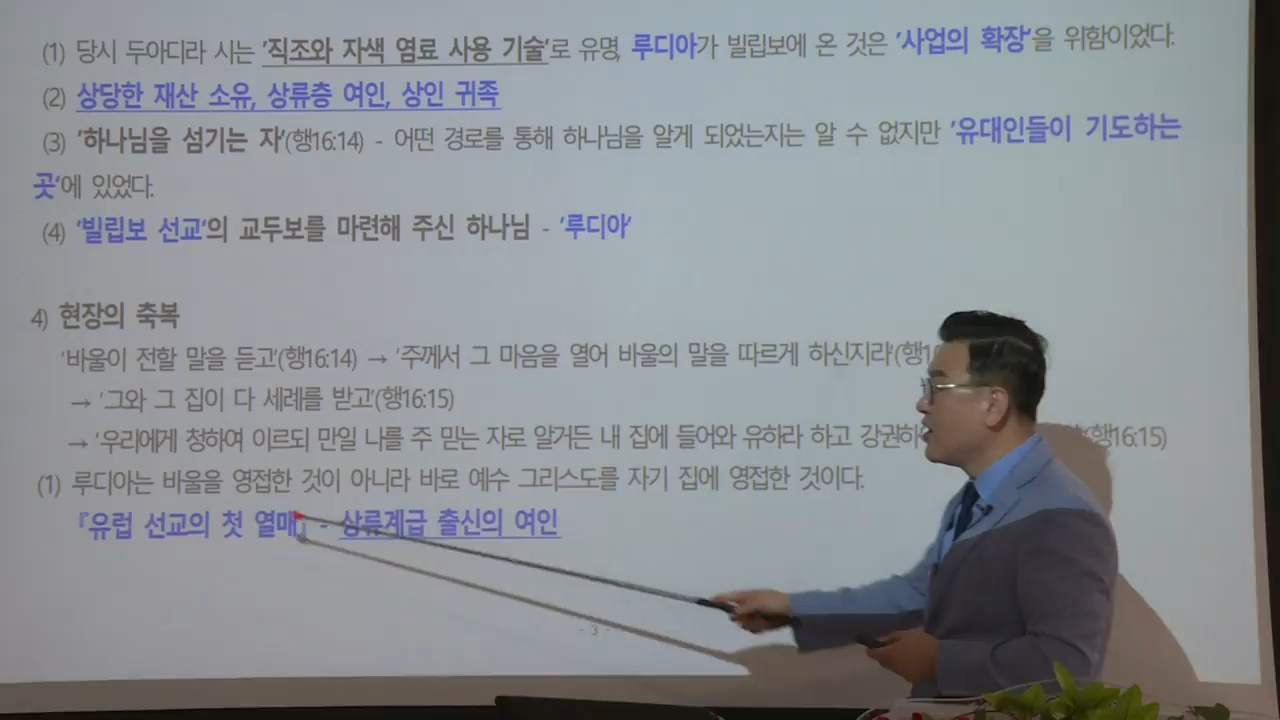 (1) 당시 두아디라 시는 '직조와 자색 염료 사용 기술'로 유명, 루디아가 빌립보에 온 것은 '사업의 확장'을 위함이었다.
(2) 상당한 재산 소유, 상류층 여인, 상인 귀족
(3) '하나님을 섬기는 자'(행16:14) - 어떤 경로를 통해 하나님을 알게 되었는지는 알 수 없지만 '유대인들이 기도하는
곳'에 있었다.
(4) '빌립보 선교'의 교두보를 마련해 주신 하나님 - '루디아'
4) 현장의 축복
'바울이 전할 말을 듣고'(행16:14) → '주께서 그 마음을 열어 바울의 말을 따르게 하신지라'(행1
→ '그와 그 집이 다 세례를 받고'(행16:15)
→ '우리에게 청하여 이르되 만일 나를 주 믿는 자로 알거든 내 집에 들어와 유하라 하고 강권하 (행16:15)
(1) 루디아는 바울을 영접한 것이 아니라 바로 예수 그리스도를 자기 집에 영접한 것이다.
『유럽 선교의 첫 열매』 - 상류계급 출신의 여인
- 3 -